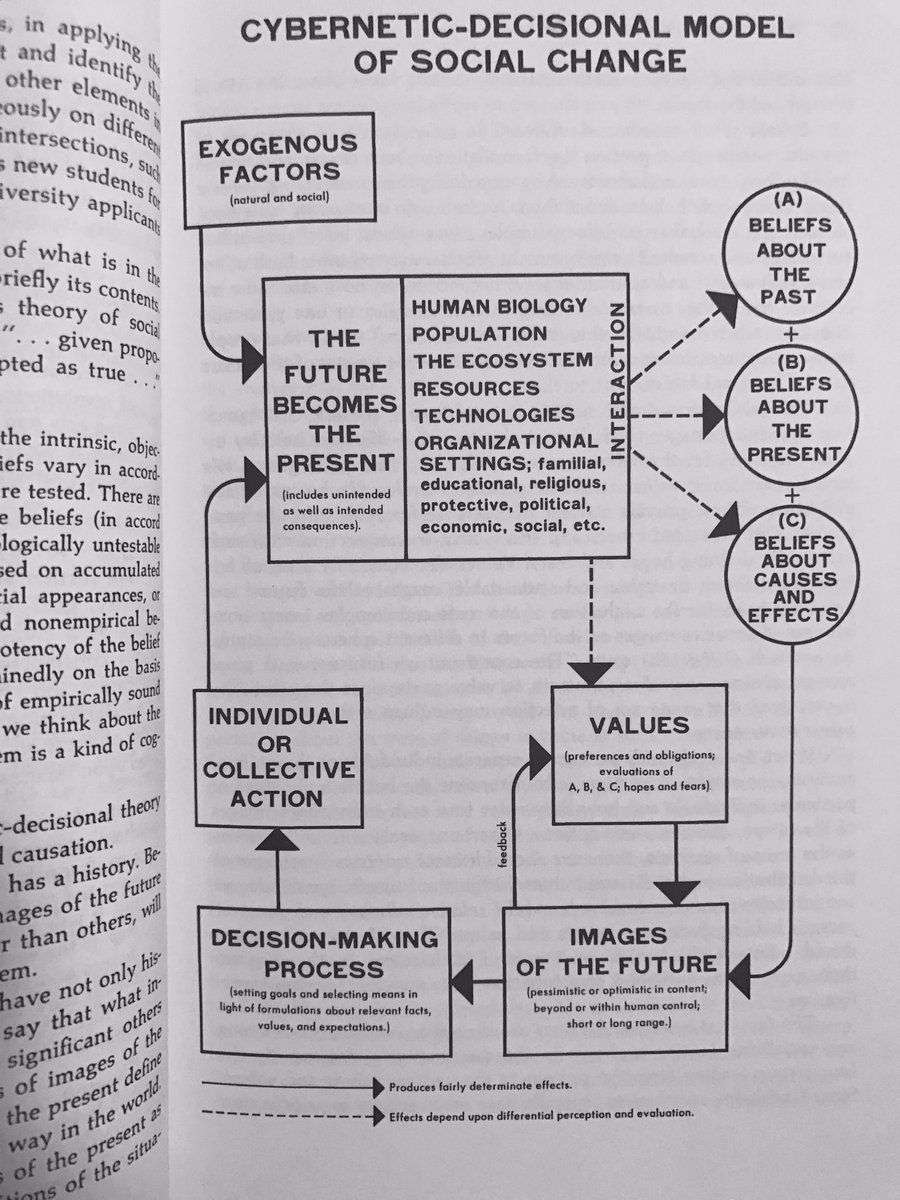 s, in applying the
t and identify the
other elements in
eously on different
intersections, such
s new students for
iversity applicants
of what is in the
riefly its contents
s theory of social
" . . . given propo-
pted as true . . ."
the intrinsic, objec-
iefs vary in accord-
re tested. There are
e beliefs (in accord
logically untestable
sed on accumulated
ial appearances, or
d nonempirical be-
otency of the belief
inedly on the basis
of empirically sound
we think about the
em is a kind of cog-
c-decisional theory
l causation.
has a history. Be-
nages of the future
r than others, will
em.
have not only his-
say that what in-
significant others
s of images of the
the present define
way in the world.
s of the present as
tions of the situa-
CYBERNETIC-DECISIONAL MODEL
OF SOCIAL CHANGE
EXOGENOUS
FACTORS
(natural and social)
THE
FUTURE
BECOMES
THE
PRESENT
(includes unintended
as well as intended
consequences).
HUMAN BIOLOGY
POPULATION
THE ECOSYSTEM
RESOURCES
TECHNOLOGIES
ORGANIZATIONAL
SETTINGS; familial,
educational, religious,
protective, political,
economic, social, etc.
INTERACTION
(A)
BELIEFS
ABOUT
THE
PAST
+
(B)
BELIEFS
ABOUT
THE
PRESENT
+
(C)
BELIEFS
ABOUT
CAUSES
AND
EFFECTS
INDIVIDUAL
OR
COLLECTIVE
ACTION
VALUES
(preferences and obligations;
evaluations of
A, B, & C; hopes and fears).
feedback
DECISION-MAKING
PROCESS
(setting goals and selecting means in
light of formulations about relevant facts,
values, and expectations.)
IMAGES
OF THE FUTURE
(pessimistic or optimistic in content;
beyond or within human control;
short or long range.)
Produces fairly determinate effects.
Effects depend upon differential perception and evaluation.